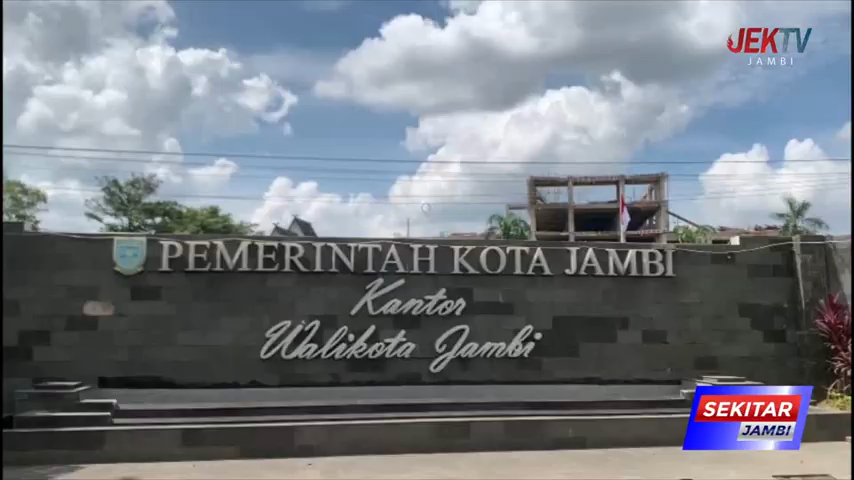 JEKTV
JAMBI
PEMERINTAH KOTA JAMBI
Kantor
Walikota Jambi
SEKITAR
JAMBI